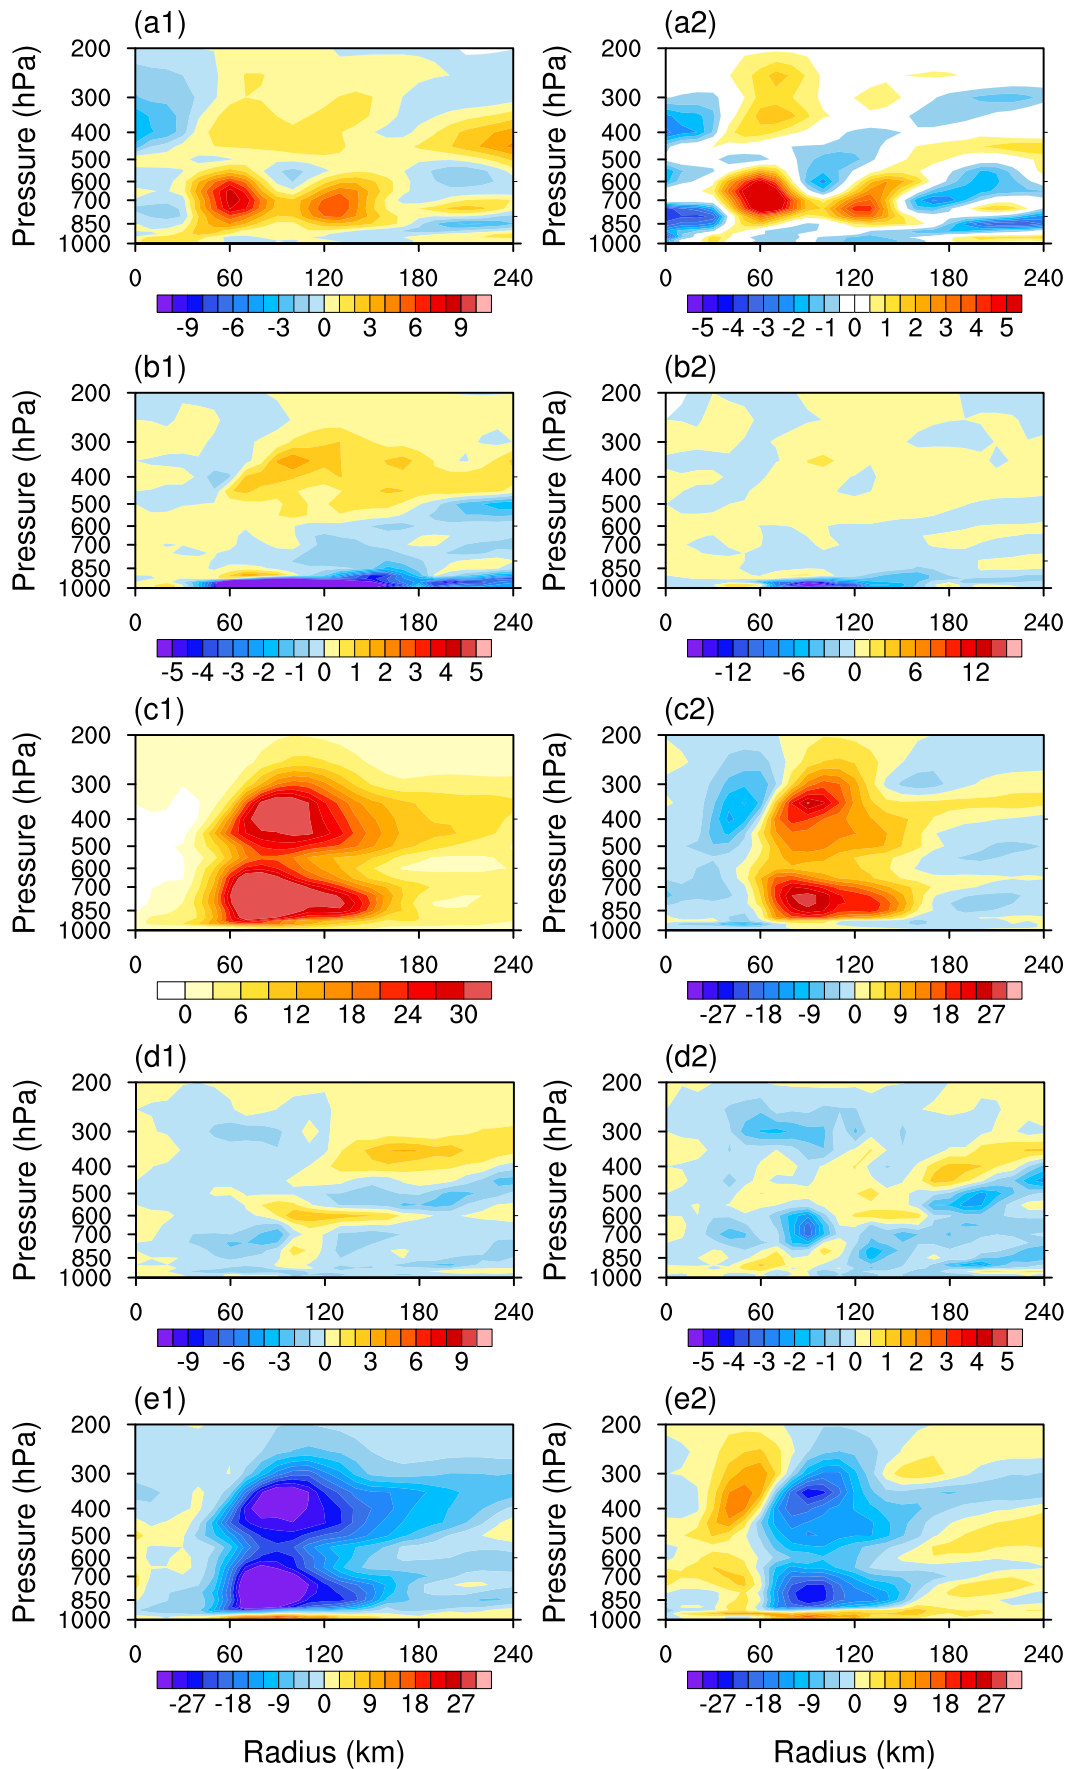 (a1) (a2)
Pressure (hPa) 200 300 400 500 600 700 850 1000
0 60 120 180 240
-9 -6 -3 0 3 6 9
Pressure (hPa) 200 300 400 500 600 700 850 1000
0 60 120 180 240
-5 -4 -3 -2 -1 0 1 2 3 4 5
(b1) (b2)
Pressure (hPa) 200 300 400 500 600 700 850 1000
0 60 120 180 240
-5 -4 -3 -2 -1 0 1 2 3 4 5
Pressure (hPa) 200 300 400 500 600 700 850 1000
0 60 120 180 240
-12 -6 0 6 12
(c1) (c2)
Pressure (hPa) 200 300 400 500 600 700 850 1000
0 60 120 180 240
0 6 12 18 24 30
Pressure (hPa) 200 300 400 500 600 700 850 1000
0 60 120 180 240
-27 -18 -9 0 9 18 27
(d1) (d2)
Pressure (hPa) 200 300 400 500 600 700 850 1000
0 60 120 180 240
-9 -6 -3 0 3 6 9
Pressure (hPa) 200 300 400 500 600 700 850 1000
0 60 120 180 240
-5 -4 -3 -2 -1 0 1 2 3 4 5
(e1) (e2)
Pressure (hPa) 200 300 400 500 600 700 850 1000
0 60 120 180 240
-27 -18 -9 0 9 18 27
Pressure (hPa) 200 300 400 500 600 700 850 1000
0 60 120 180 240
-27 -18 -9 0 9 18 27
Radius (km) Radius (km)